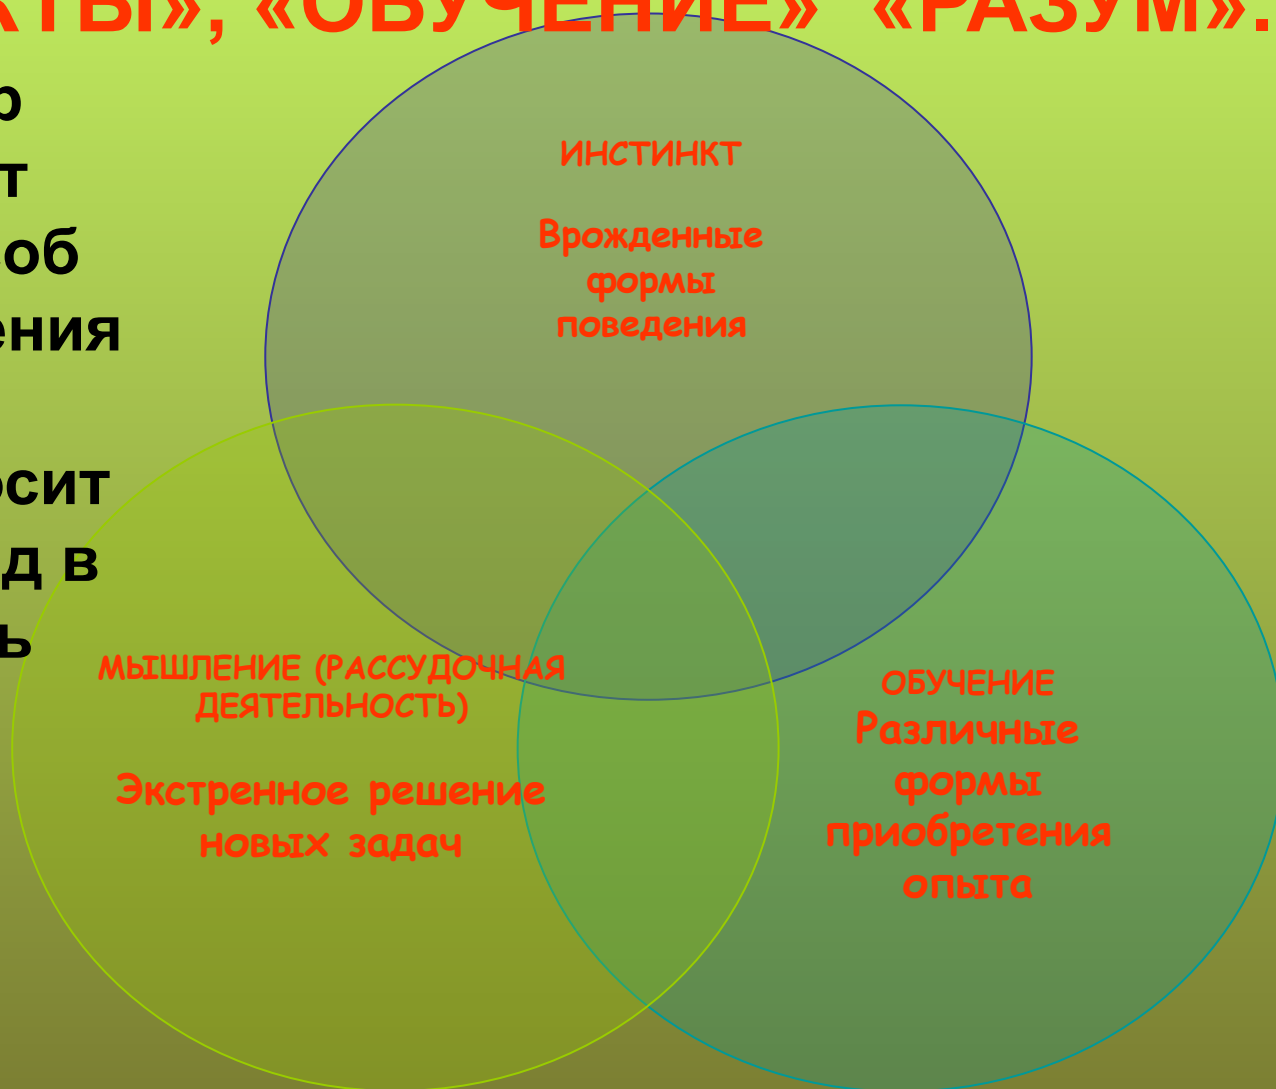 КТЫ», «ОБУЧЕНИЕ» «РАЗУМ».
р
т
об
ения
осит
д в
ь
ИНСТИНКТ
Врожденные
формы
поведения
МЫШЛЕНИЕ (РАССУДОЧНАЯ
ДЕЯТЕЛЬНОСТЬ)
Экстренное решение
новых задач
ОБУЧЕНИЕ
Различные
формы
приобретения
опыта